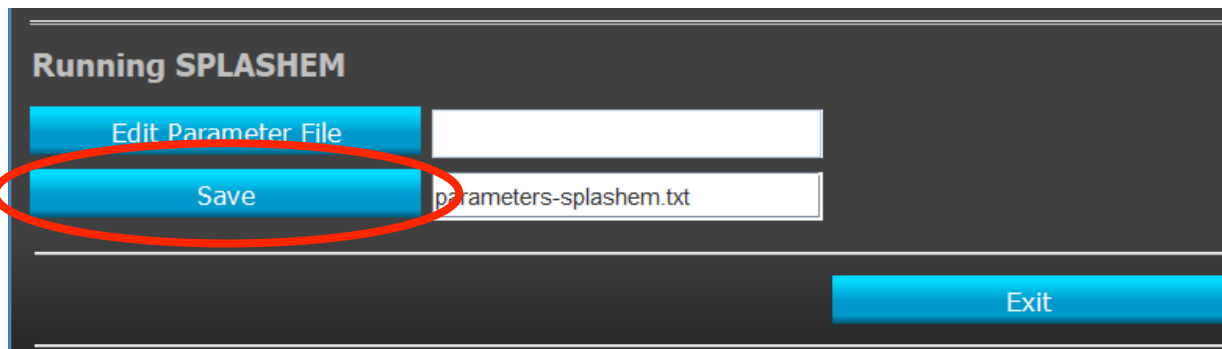 Running SPLASHEM
Edit Parameter File
Save
parameters-splashem.txt
Exit